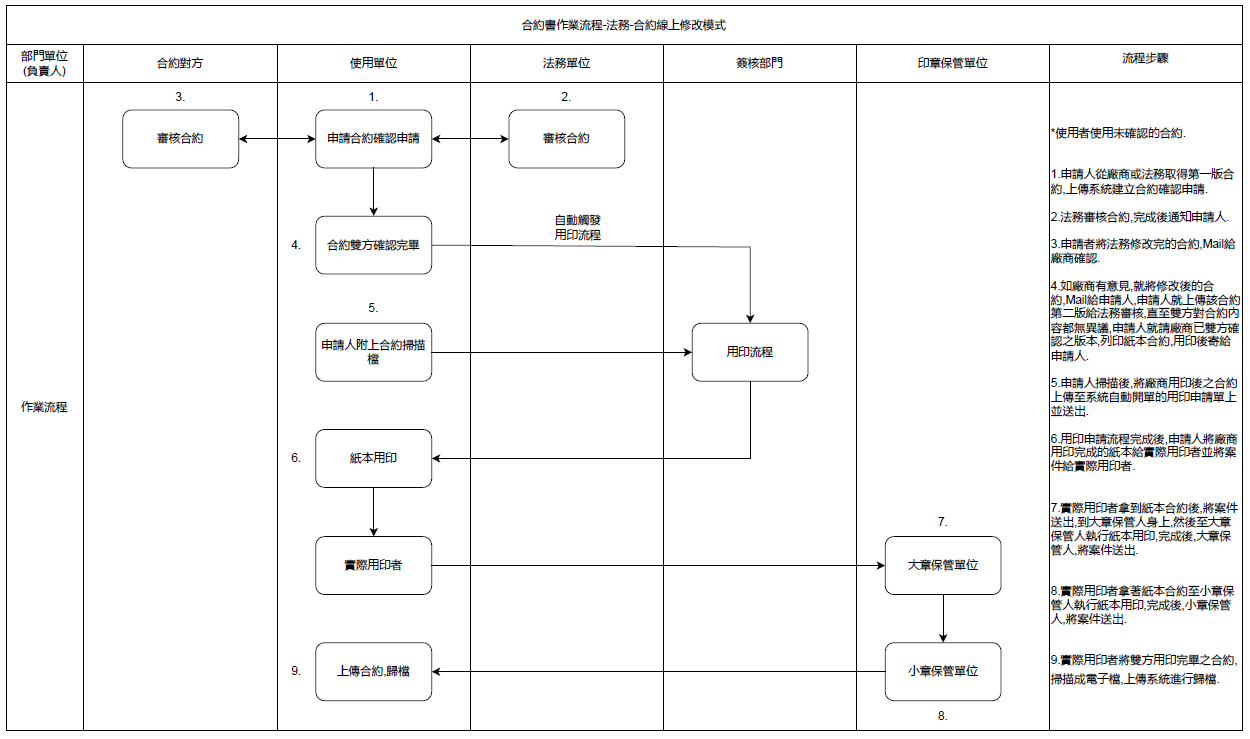 合約書作業流程-法務-合約線上修改模式
部門單位
(負責人)
合約對方
使用單位
法務單位
簽核部門
印章保管單位
流程步驟
作業流程
3.
審核合約
1.
申請合約確認申請
2.
審核合約
4.
合約雙方確認完畢
自動觸發
用印流程
5.
申請人附上合約掃描
檔
用印流程
6.
紙本用印
實際用印者
7.
大章保管單位
9.
上傳合約,歸檔
小章保管單位
8.
*使用者使用未確認的合約.
1.申請人從廠商或法務取得第一版合
約,上傳系統建立合約確認申請.
2.法務審核合約,完成後通知申請人.
3.申請者將法務修改完的合約,Mail給
廠商確認.
4.如廠商有意見,就將修改後的合
約,Mail給申請人,申請人就上傳該合約
第二版給法務審核,直至雙方對合約內
容都無異議,申請人就請廠商已雙方確
認之版本,列印紙本合約,用印後寄給
申請人.
5.申請人掃描後,將廠商用印後之合約
上傳至系統自動開單的用印申請單上
並送出.
6.用印申請流程完成後,申請人將廠商
用印完成的紙本給實際用印者並將案
件給實際用印者.
7.實際用印者拿到紙本合約後,將案件
送出,到大章保管人身上,然後至大章
保管人執行紙本用印,完成後,大章保
管人,將案件送出.
8.實際用印者拿著紙本合約至小章保
管人執行紙本用印,完成後,小章保管
人,將案件送出.
9.實際用印者將雙方用印完畢之合約,
掃描成電子檔,上傳系統進行歸檔.